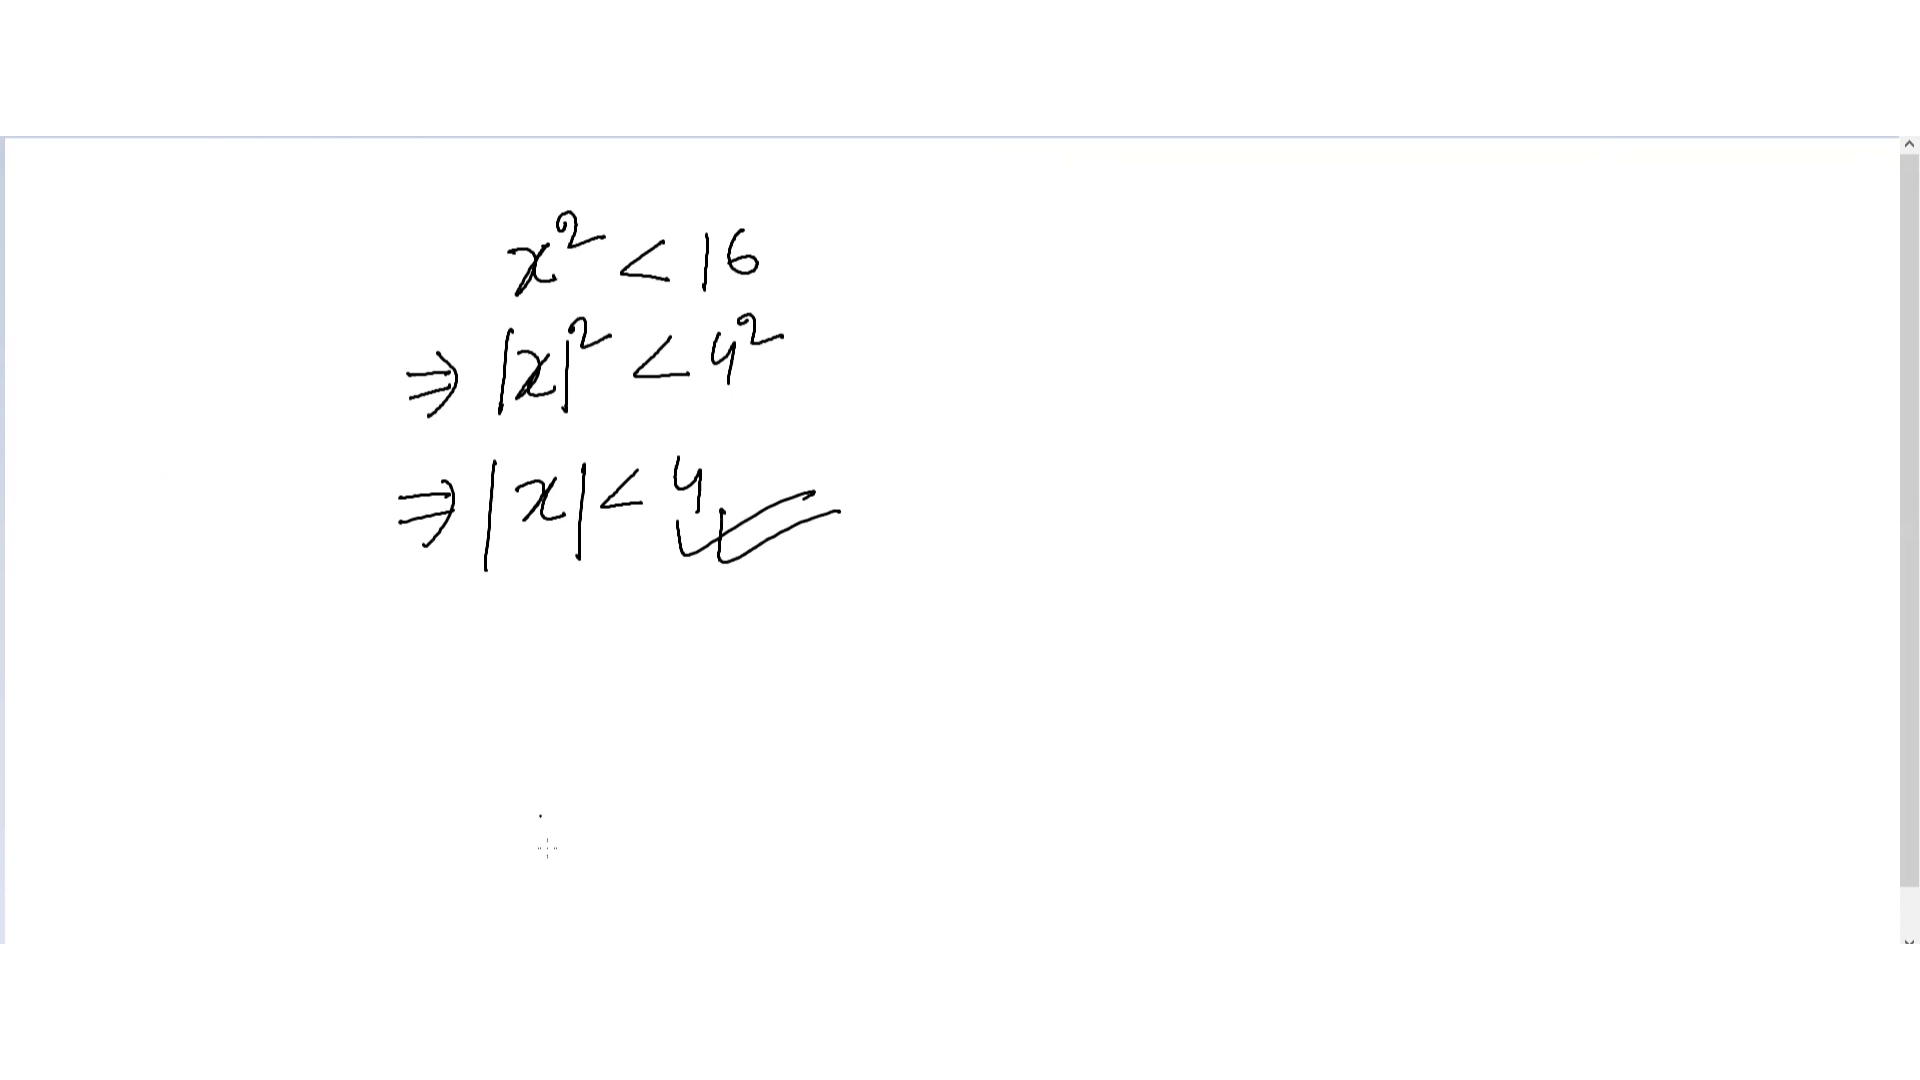 x² < 16
⇒ |x|² < 4²
⇒ |x| < 4